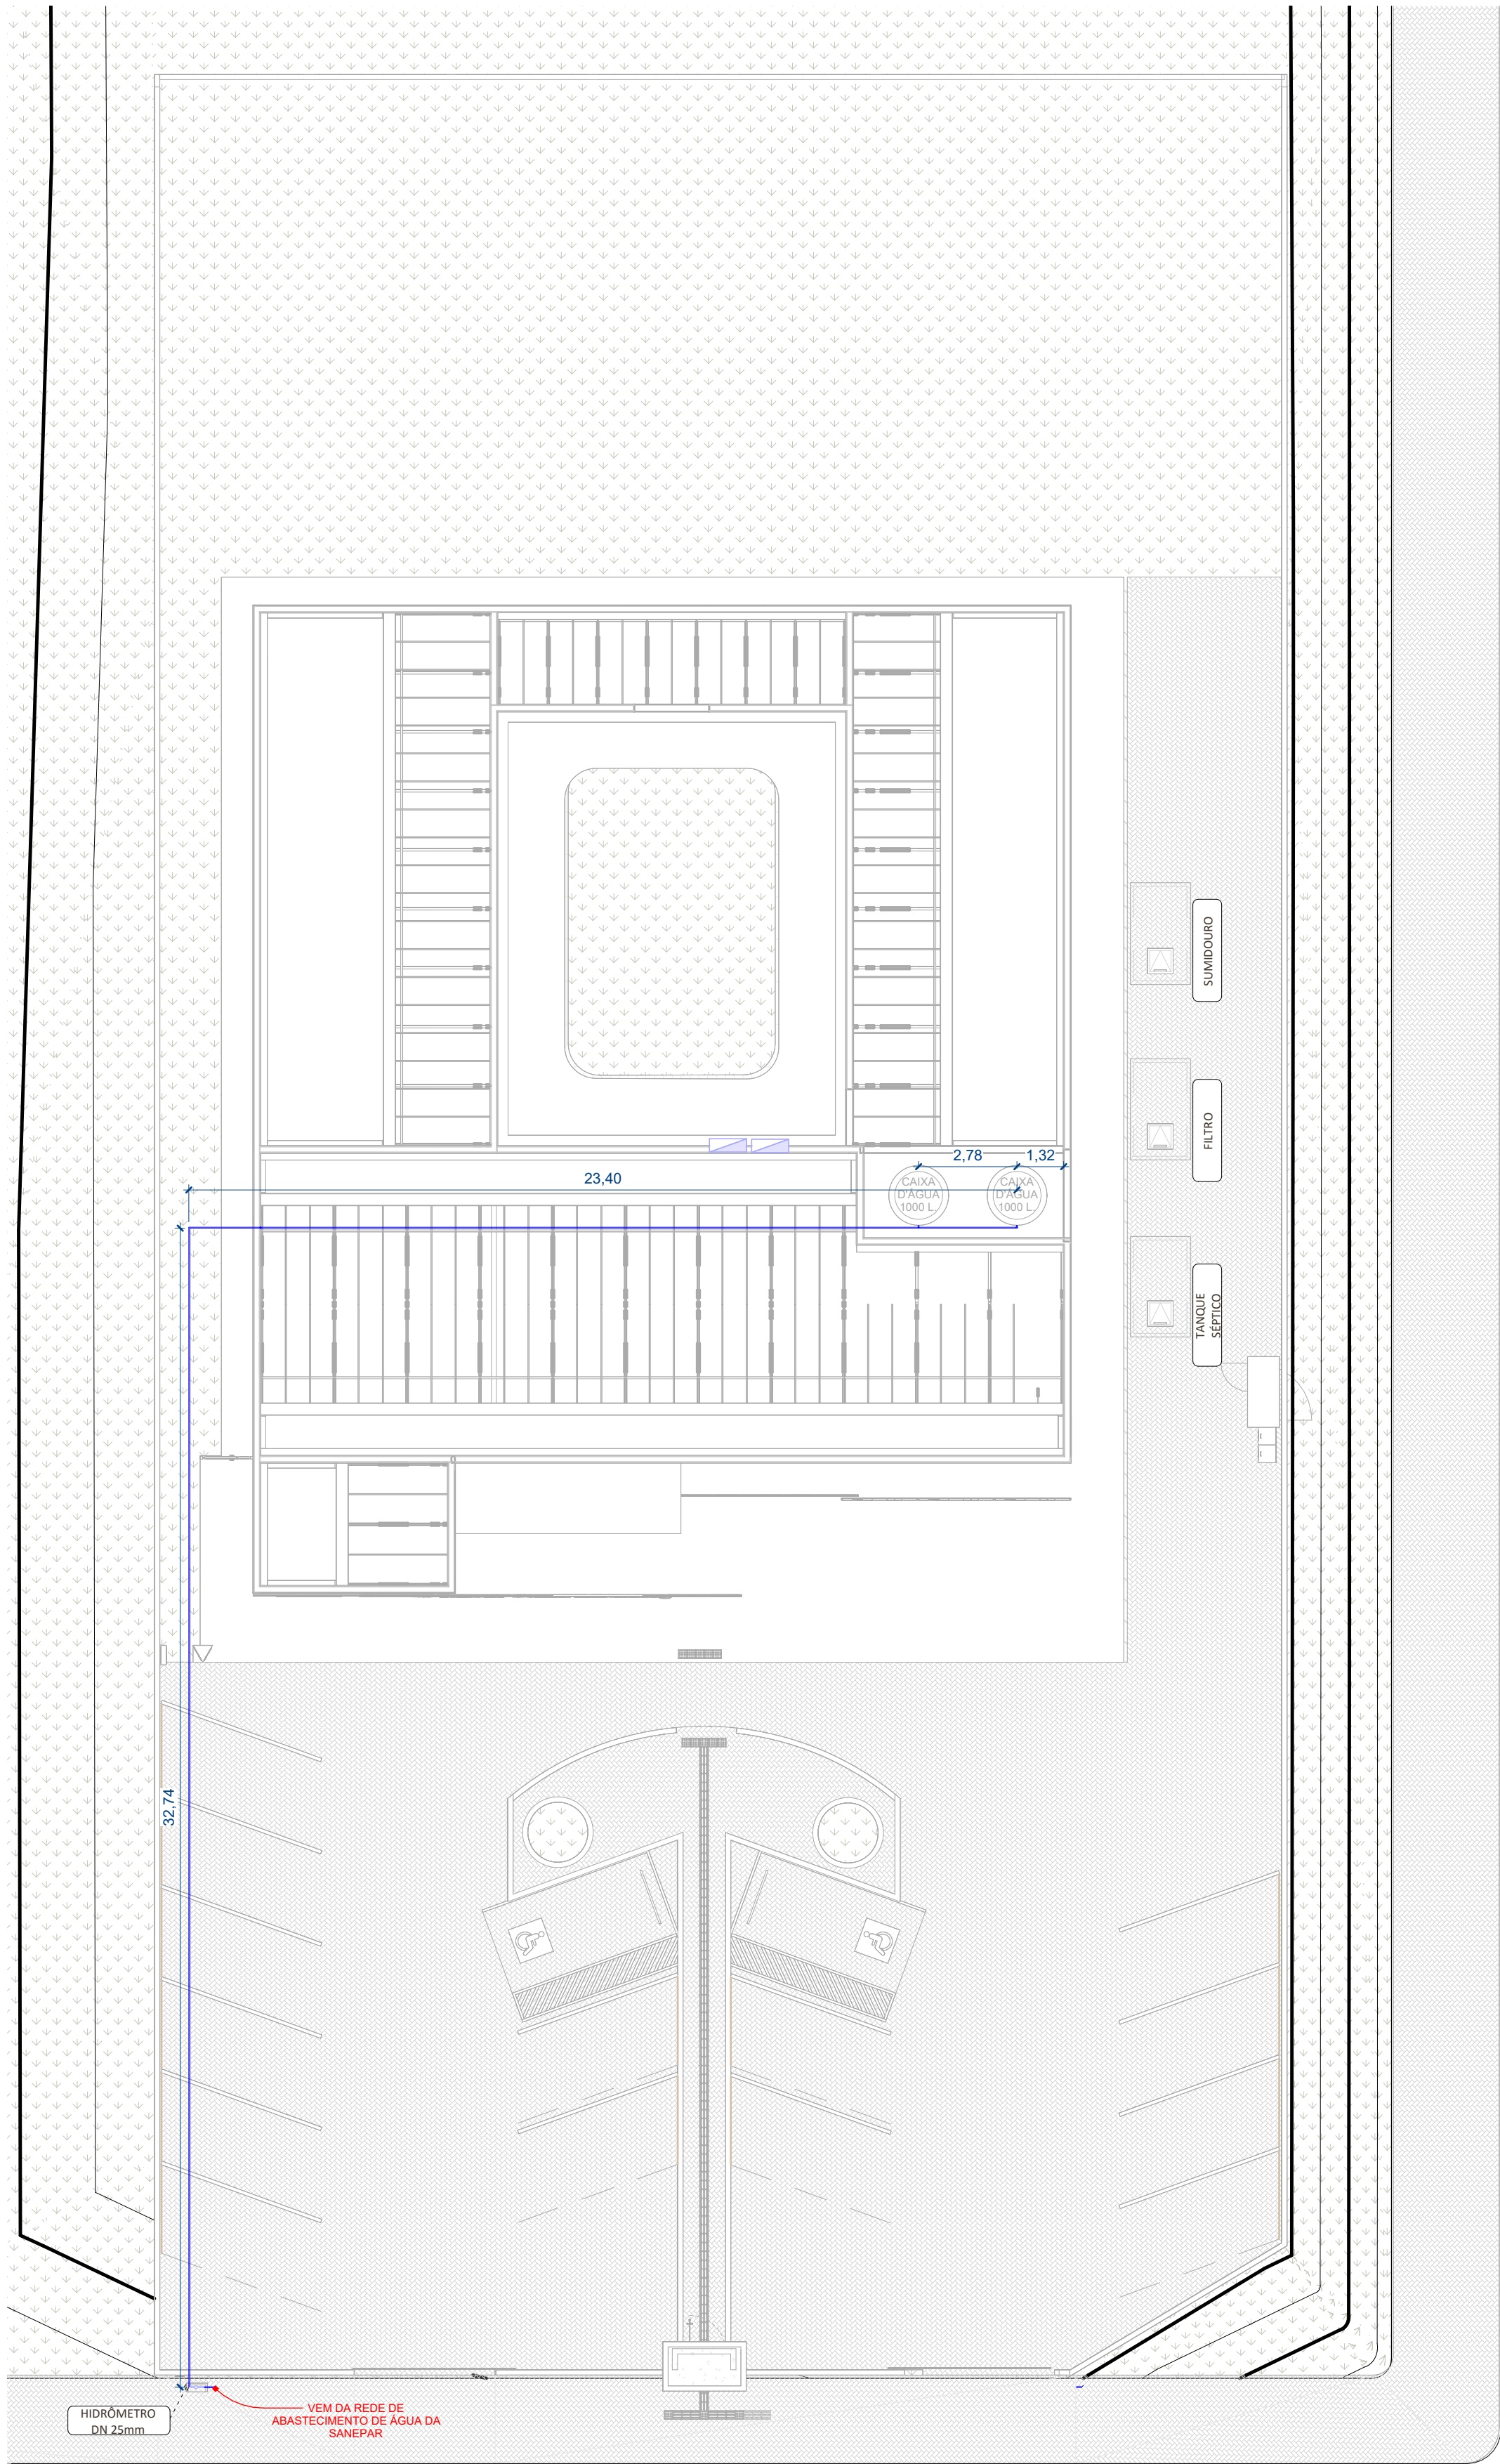 SUMIDOURO
FILTRO
2,78
1,32
23,40
CAIXA
D'ÁGUA
1000 L
CAIXA
D'ÁGUA
1000 L
TANQUE
SÉPTICO
32,74
HIDRÔMETRO
DN 25mm
VEM DA REDE DE
ABASTECIMENTO DE ÁGUA DA
SANEPAR